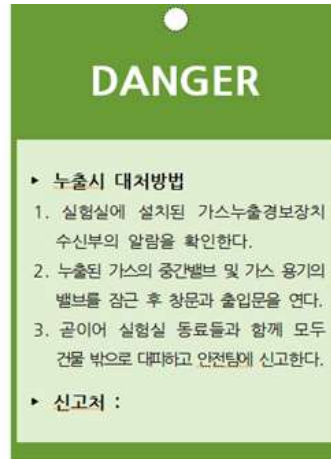 DANGER
▸ 누출시 대처방법
1. 실험실에 설치된 가스누출경보장치
수신부의 알람을 확인한다.
2. 누출된 가스의 중간밸브 및 가스 용기의
밸브를 잠근 후 창문과 출입문을 연다.
3. 곧이어 실험실 동료들과 함께 모두
건물 밖으로 대피하고 안전팀에 신고한다.
▸ 신고처 :